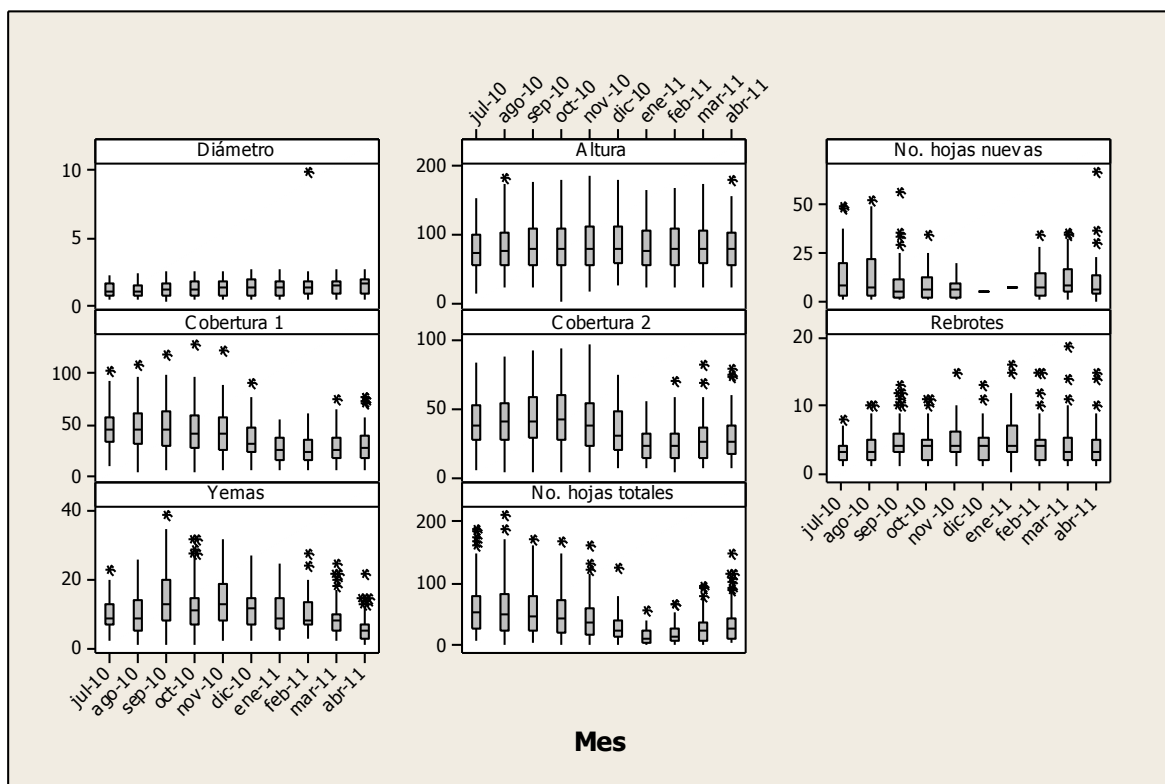 jul-10 ago-10 sep-10 oct-10 nov-10 dic-10 ene-11 feb-11 mar-11 abr-11
Diámetro
10
5
0
Altura
200
100
0
No. hojas nuevas
50
25
0
Cobertura 1
100
50
0
Cobertura 2
100
50
0
Rebrotes
20
10
0
jul-10 ago-10 sep-10 oct-10 nov-10 dic-10 ene-11 feb-11 mar-11 abr-11
Yemas
40
20
0
No. hojas totales
200
100
0
jul-10 ago-10 sep-10 oct-10 nov-10 dic-10 ene-11 feb-11 mar-11 abr-11
Mes